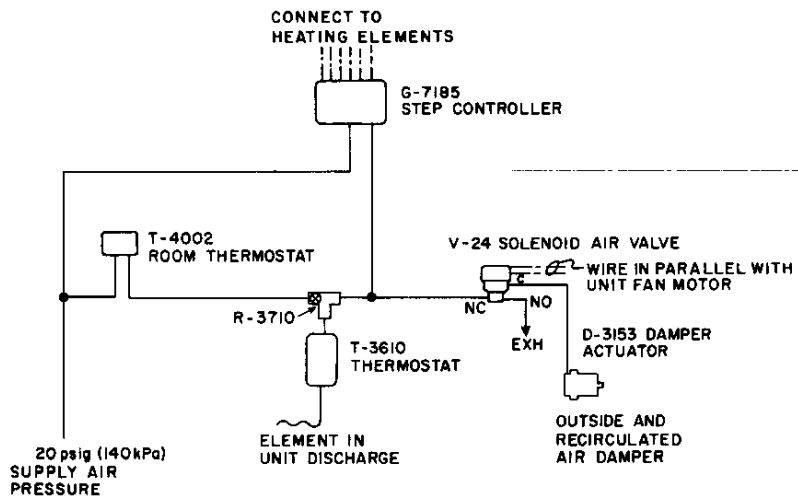 CONNECT TO
HEATING ELEMENTS
G-7185
STEP CONTROLLER
T-4002
ROOM THERMOSTAT
V-24 SOLENOID AIR VALVE
C
WIRE IN PARALLEL WITH
UNIT FAN MOTOR
NC
NO
R-3710
EXH
D-3153 DAMPER
ACTUATOR
T-3610
THERMOSTAT
OUTSIDE AND
RECIRCULATED
AIR DAMPER
ELEMENT IN
UNIT DISCHARGE
20 psig (140kPa)
SUPPLY AIR
PRESSURE